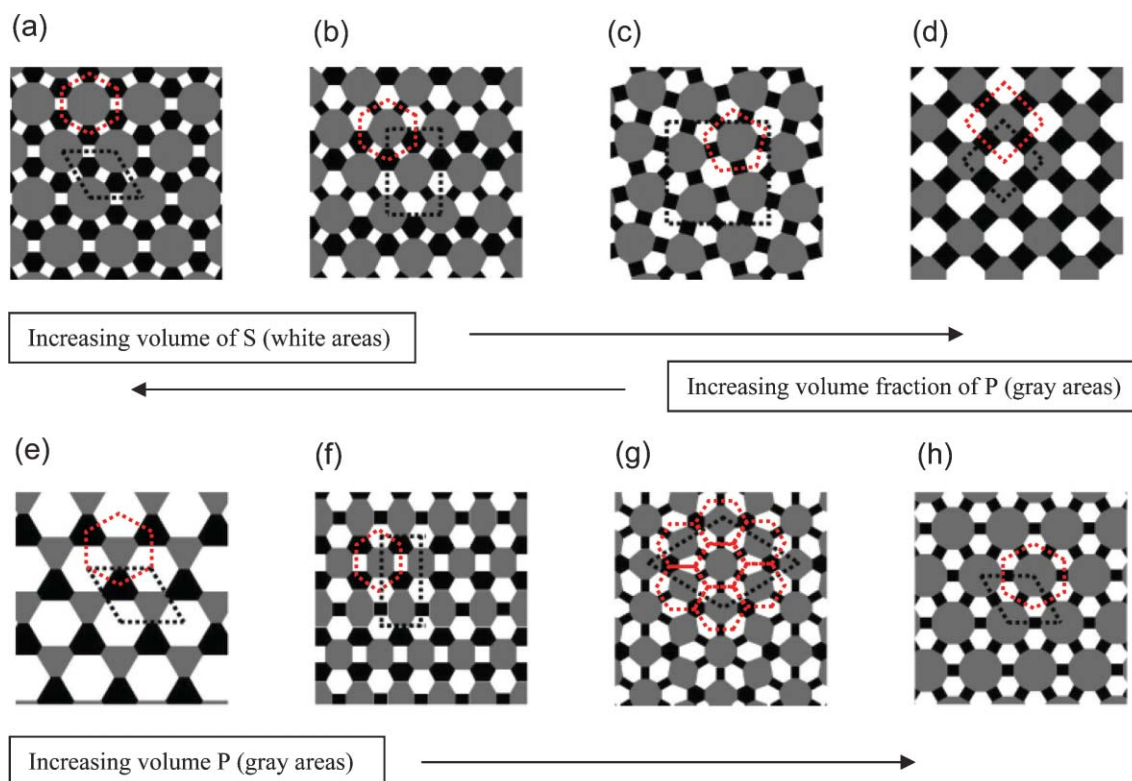 (a)
(b)
(c)
(d)
Increasing volume of S (white areas)
Increasing volume fraction of P (gray areas)
(e)
(f)
(g)
(h)
Increasing volume P (gray areas)